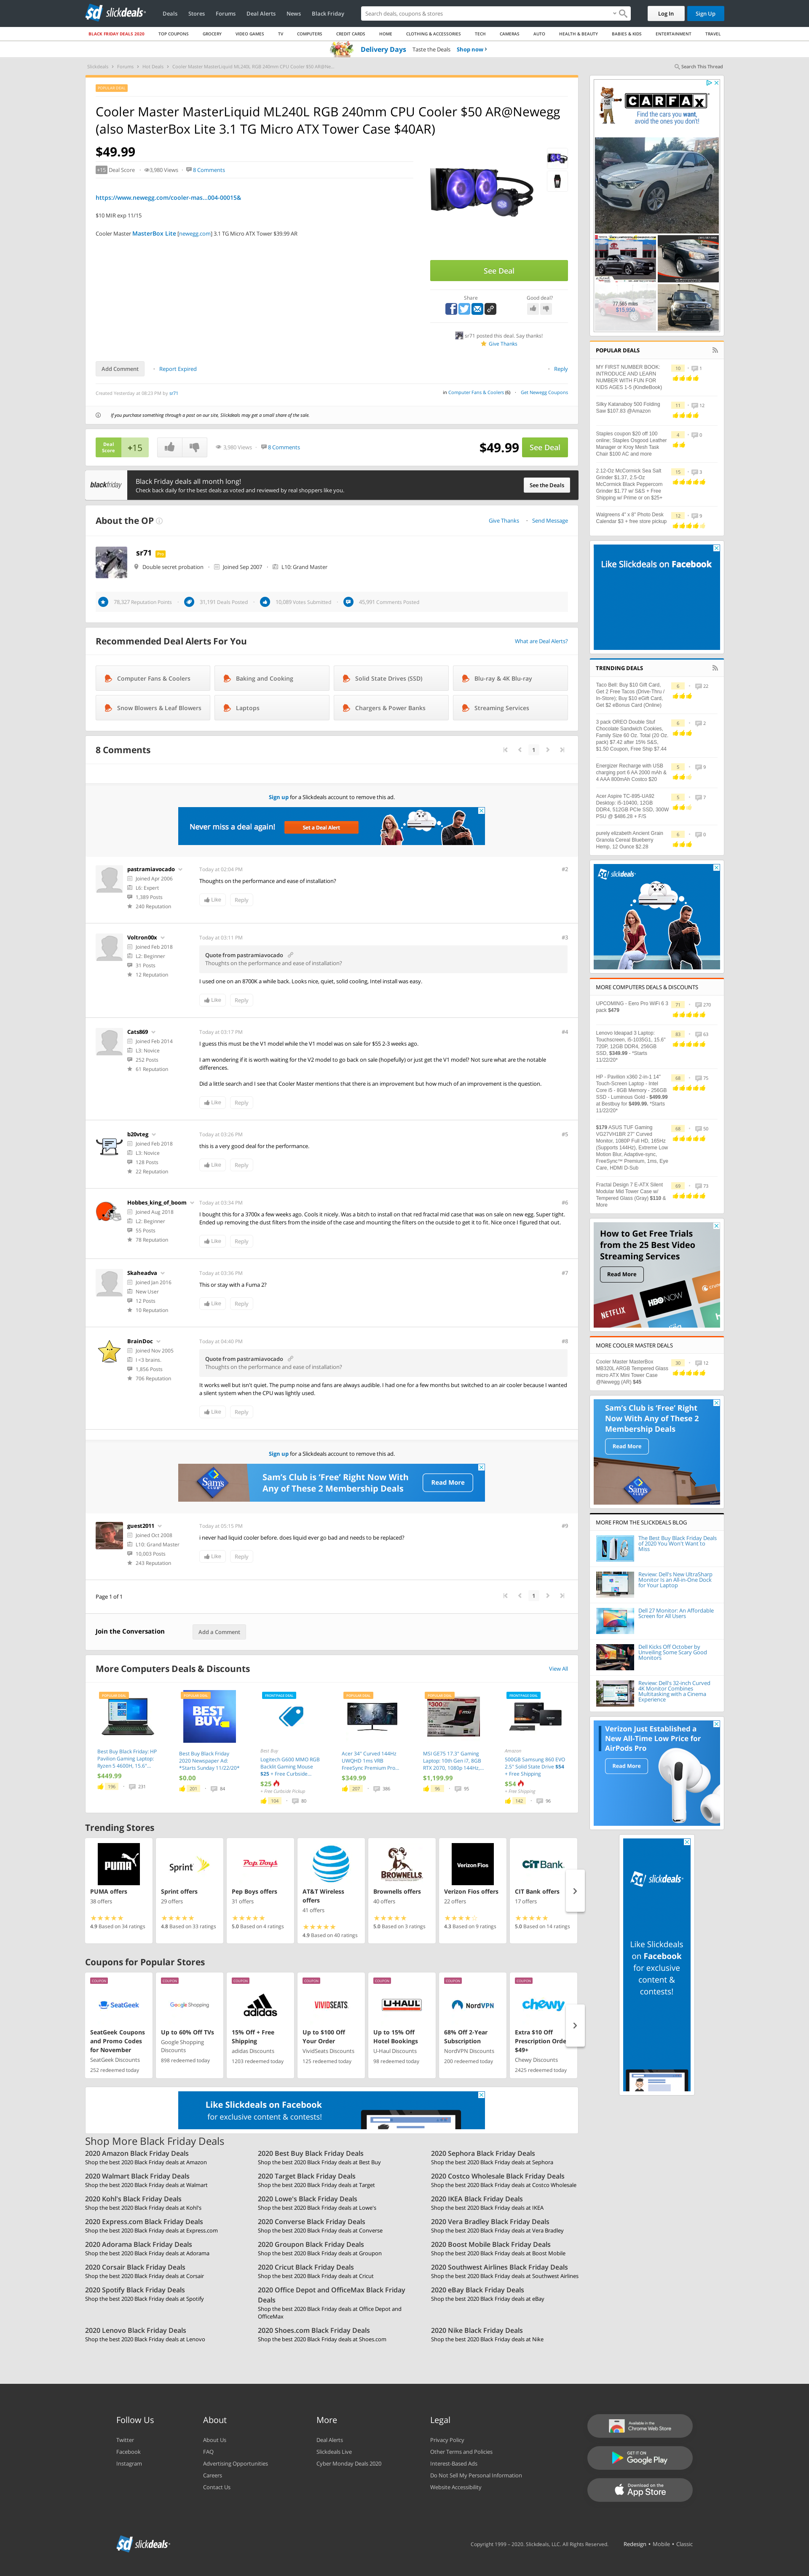 slickdeals
Deals Stores Forums Deal Alerts News Black Friday
Search deals, coupons & stores
Log In Sign Up
BLACK FRIDAY DEALS 2020 TOP COUPONS GROCERY VIDEO GAMES TV COMPUTERS CREDIT CARDS HOME CLOTHING & ACCESSORIES TECH CAMERAS AUTO HEALTH & BEAUTY BABIES & KIDS ENTERTAINMENT TRAVEL
Delivery Days Taste the Deals Shop now
Slickdeals Forums Hot Deals Cooler Master MasterLiquid ML240L RGB 240mm CPU Cooler $50 AR@Ne...
Search This Thread
POPULAR DEAL
Cooler Master MasterLiquid ML240L RGB 240mm CPU Cooler $50 AR@Newegg
(also MasterBox Lite 3.1 TG Micro ATX Tower Case $40AR)
$49.99
+15 Deal Score 3,980 Views 8 Comments
https://www.newegg.com/cooler-mas...004-00015&
$10 MIR exp 11/15
Cooler Master MasterBox Lite [newegg.com] 3.1 TG Micro ATX Tower $39.99 AR
See Deal
Share Good deal?
sr71 posted this deal. Say thanks!
Give Thanks
Add Comment Report Expired Reply
Created Yesterday at 08:23 PM by sr71
in Computer Fans & Coolers (6) Get Newegg Coupons
If you purchase something through a post on our site, Slickdeals may get a small share of the sale.
Deal Score +15 3,980 Views 8 Comments $49.99 See Deal
blackfriday
Black Friday deals all month long!
Check back daily for the best deals as voted and reviewed by real shoppers like you.
See the Deals
About the OP Give Thanks Send Message
sr71 Pro
Double secret probation Joined Sep 2007 L10: Grand Master
78,327 Reputation Points 31,191 Deals Posted 10,089 Votes Submitted 45,991 Comments Posted
Recommended Deal Alerts For You What are Deal Alerts?
Computer Fans & Coolers Baking and Cooking Solid State Drives (SSD) Blu-ray & 4K Blu-ray
Snow Blowers & Leaf Blowers Laptops Chargers & Power Banks Streaming Services
8 Comments 1
Sign up for a Slickdeals account to remove this ad.
Never miss a deal again! Set a Deal Alert
pastramiavocado Today at 02:04 PM #2
Joined Apr 2006
L6: Expert
1,389 Posts
240 Reputation
Thoughts on the performance and ease of installation?
Like Reply
Voltron00x Today at 03:11 PM #3
Joined Feb 2018
L2: Beginner
31 Posts
12 Reputation
Quote from pastramiavocado
Thoughts on the performance and ease of installation?
I used one on an 8700K a while back. Looks nice, quiet, solid cooling, Intel install was easy.
Like Reply
Cats869 Today at 03:17 PM #4
Joined Feb 2014
L3: Novice
252 Posts
61 Reputation
I guess this must be the V1 model while the V1 model was on sale for $55 2-3 weeks ago.
I am wondering if it is worth waiting for the V2 model to go back on sale (hopefully) or just get the V1 model? Not sure what are the notable
differences.
Did a little search and I see that Cooler Master mentions that there is an improvement but how much of an improvement is the question.
Like Reply
b20vteg Today at 03:26 PM #5
Joined Feb 2018
L3: Novice
128 Posts
22 Reputation
this is a very good deal for the performance.
Like Reply
Hobbes_king_of_boom Today at 03:34 PM #6
Joined Aug 2018
L2: Beginner
55 Posts
78 Reputation
I bought this for a 3700x a few weeks ago. Cools it nicely. Was a bitch to install on that red fractal mid case that was on sale on new egg. Super tight.
Ended up removing the dust filters from the inside of the case and mounting the filters on the outside to get it to fit. Nice once I figured that out.
Like Reply
Skaheadva Today at 03:36 PM #7
Joined Jan 2016
New User
12 Posts
10 Reputation
This or stay with a Fuma 2?
Like Reply
BrainDoc Today at 04:40 PM #8
Joined Nov 2005
I <3 brains.
1,856 Posts
706 Reputation
Quote from pastramiavocado
Thoughts on the performance and ease of installation?
It works well but isn't quiet. The pump noise and fans are always audible. I had one for a few months but switched to an air cooler because I wanted
a silent system when the CPU was lightly used.
Like Reply
Sign up for a Slickdeals account to remove this ad.
Sam's Club is 'Free' Right Now With
Any of These 2 Membership Deals
Read More
guest2011 Today at 05:15 PM #9
Joined Oct 2008
L10: Grand Master
10,003 Posts
243 Reputation
i never had liquid cooler before. does liquid ever go bad and needs to be replaced?
Like Reply
Page 1 of 1 1
Join the Conversation Add a Comment
More Computers Deals & Discounts View All
Best Buy Black Friday: HP Pavilion Gaming Laptop: Ryzen 5 4600H, 15.6"...
$449.99
196 231
Best Buy Black Friday 2020 Newspaper Ad! *Starts Sunday 11/22/20*
$0.00
201 84
Best Buy
Logitech G600 MMO RGB Backlit Gaming Mouse $25 + Free Curbside...
$25
+ Free Curbside Pickup
104 80
Acer 34" Curved 144Hz UWQHD 1ms VRB FreeSync Premium Pro...
$349.99
207 386
MSI GE75 17.3" Gaming Laptop: 10th Gen i7, 8GB RTX 2070, 1080p 144Hz,...
$1,199.99
96 95
Amazon
500GB Samsung 860 EVO 2.5" Solid State Drive $54 + Free Shipping
$54
+ Free Shipping
142 96
Trending Stores
PUMA offers
38 offers
4.9 Based on 34 ratings
Sprint offers
29 offers
4.8 Based on 33 ratings
Pep Boys offers
31 offers
5.0 Based on 4 ratings
AT&T Wireless offers
41 offers
4.9 Based on 40 ratings
Brownells offers
40 offers
5.0 Based on 3 ratings
Verizon Fios offers
22 offers
4.3 Based on 9 ratings
CIT Bank offers
17 offers
5.0 Based on 14 ratings
Coupons for Popular Stores
SeatGeek Coupons and Promo Codes for November
SeatGeek Discounts
252 redeemed today
Up to 60% Off TVs
Google Shopping Discounts
898 redeemed today
15% Off + Free Shipping
adidas Discounts
1203 redeemed today
Up to $100 Off Your Order
VividSeats Discounts
125 redeemed today
Up to 15% Off Hotel Bookings
U-Haul Discounts
98 redeemed today
68% Off 2-Year Subscription
NordVPN Discounts
200 redeemed today
Extra $10 Off Prescription Orde $49+
Chewy Discounts
2425 redeemed today
Like Slickdeals on Facebook
for exclusive content & contests!
Shop More Black Friday Deals
2020 Amazon Black Friday Deals
Shop the best 2020 Black Friday deals at Amazon
2020 Best Buy Black Friday Deals
Shop the best 2020 Black Friday deals at Best Buy
2020 Sephora Black Friday Deals
Shop the best 2020 Black Friday deals at Sephora
2020 Walmart Black Friday Deals
Shop the best 2020 Black Friday deals at Walmart
2020 Target Black Friday Deals
Shop the best 2020 Black Friday deals at Target
2020 Costco Wholesale Black Friday Deals
Shop the best 2020 Black Friday deals at Costco Wholesale
2020 Kohl's Black Friday Deals
Shop the best 2020 Black Friday deals at Kohl's
2020 Lowe's Black Friday Deals
Shop the best 2020 Black Friday deals at Lowe's
2020 IKEA Black Friday Deals
Shop the best 2020 Black Friday deals at IKEA
2020 Express.com Black Friday Deals
Shop the best 2020 Black Friday deals at Express.com
2020 Converse Black Friday Deals
Shop the best 2020 Black Friday deals at Converse
2020 Vera Bradley Black Friday Deals
Shop the best 2020 Black Friday deals at Vera Bradley
2020 Adorama Black Friday Deals
Shop the best 2020 Black Friday deals at Adorama
2020 Groupon Black Friday Deals
Shop the best 2020 Black Friday deals at Groupon
2020 Boost Mobile Black Friday Deals
Shop the best 2020 Black Friday deals at Boost Mobile
2020 Corsair Black Friday Deals
Shop the best 2020 Black Friday deals at Corsair
2020 Cricut Black Friday Deals
Shop the best 2020 Black Friday deals at Cricut
2020 Southwest Airlines Black Friday Deals
Shop the best 2020 Black Friday deals at Southwest Airlines
2020 Spotify Black Friday Deals
Shop the best 2020 Black Friday deals at Spotify
2020 Office Depot and OfficeMax Black Friday Deals
Shop the best 2020 Black Friday deals at Office Depot and OfficeMax
2020 eBay Black Friday Deals
Shop the best 2020 Black Friday deals at eBay
2020 Lenovo Black Friday Deals
Shop the best 2020 Black Friday deals at Lenovo
2020 Shoes.com Black Friday Deals
Shop the best 2020 Black Friday deals at Shoes.com
2020 Nike Black Friday Deals
Shop the best 2020 Black Friday deals at Nike
CARFAX
Find the cars you want, avoid the ones you don't!
77,565 miles
$15,950
POPULAR DEALS
MY FIRST NUMBER BOOK: INTRODUCE AND LEARN NUMBER WITH FUN FOR KIDS AGES 1-5 (KindleBook) 10 1
Silky Katanaboy 500 Folding Saw $107.83 @Amazon 11 12
Staples coupon $20 off 100 online; Staples Osgood Leather Manager or Kroy Mesh Task Chair $100 AC and more 4 0
2.12-Oz McCormick Sea Salt Grinder $1.37, 2.5-Oz McCormick Black Peppercorn Grinder $1.77 w/ S&S + Free Shipping w/ Prime or on $25+ 15 3
Walgreens 4" x 8" Photo Desk Calendar $3 + free store pickup 12 9
Like Slickdeals on Facebook
TRENDING DEALS
Taco Bell: Buy $10 Gift Card, Get 2 Free Tacos (Drive-Thru / In-Store); Buy $10 eGift Card, Get $2 eBonus Card (Online) 6 22
3 pack OREO Double Stuf Chocolate Sandwich Cookies, Family Size 60 Oz. Total (20 Oz. pack) $7.42 after 15% S&S, $1.50 Coupon, Free Ship $7.44 6 2
Energizer Recharge with USB charging port 6 AA 2000 mAh & 4 AAA 800mAh Costco $20 5 9
Acer Aspire TC-895-UA92 Desktop: i5-10400, 12GB DDR4, 512GB PCIe SSD, 300W PSU @ $486.28 + F/S 5 7
purely elizabeth Ancient Grain Granola Cereal Blueberry Hemp, 12 Ounce $2.28 6 0
slickdeals
MORE COMPUTERS DEALS & DISCOUNTS
UPCOMING - Eero Pro WiFi 6 3 pack $479 71 270
Lenovo Ideapad 3 Laptop: Touchscreen, i5-1035G1, 15.6" 720P, 12GB DDR4, 256GB SSD, $349.99 - *Starts 11/22/20* 83 63
HP - Pavilion x360 2-in-1 14" Touch-Screen Laptop - Intel Core i5 - 8GB Memory - 256GB SSD - Luminous Gold - $499.99 at Bestbuy for $499.99. *Starts 11/22/20* 68 75
$179 ASUS TUF Gaming VG27VH1BR 27" Curved Monitor, 1080P Full HD, 165Hz (Supports 144Hz), Extreme Low Motion Blur, Adaptive-sync, FreeSync™ Premium, 1ms, Eye Care, HDMI D-Sub 68 50
Fractal Design 7 E-ATX Silent Modular Mid Tower Case w/ Tempered Glass (Gray) $110 & More 69 73
How to Get Free Trials from the 25 Best Video Streaming Services
Read More
NETFLIX HBO NOW
MORE COOLER MASTER DEALS
Cooler Master MasterBox MB320L ARGB Tempered Glass micro ATX Mini Tower Case @Newegg (AR) $45 30 12
Sam's Club is 'Free' Right Now With Any of These 2 Membership Deals
Read More
MORE FROM THE SLICKDEALS BLOG
The Best Buy Black Friday Deals of 2020 You Won't Want to Miss
Review: Dell's New UltraSharp Monitor Is an All-in-One Dock for Your Laptop
Dell 27 Monitor: An Affordable Screen for All Users
Dell Kicks Off October by Unveiling Some Scary Good Monitors
Review: Dell's 32-inch Curved 4K Monitor Combines Multitasking with a Cinema Experience
Verizon Just Established a New All-Time Low Price for AirPods Pro
Read More
slickdeals
Like Slickdeals on Facebook for exclusive content & contests!
Follow Us
Twitter
Facebook
Instagram
About
About Us
FAQ
Advertising Opportunities
Careers
Contact Us
More
Deal Alerts
Slickdeals Live
Cyber Monday Deals 2020
Legal
Privacy Policy
Other Terms and Policies
Interest-Based Ads
Do Not Sell My Personal Information
Website Accessibility
Available in the Chrome Web Store
GET IT ON Google Play
Download on the App Store
slickdeals
Copyright 1999 – 2020. Slickdeals, LLC. All Rights Reserved. Redesign • Mobile • Classic